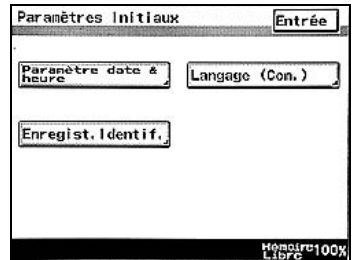 Paramètres Initiaux
Entrée
Paramètre date &
heure
Langage (Con.)
Enregist.Identif.
Mémoire
Libre 100%